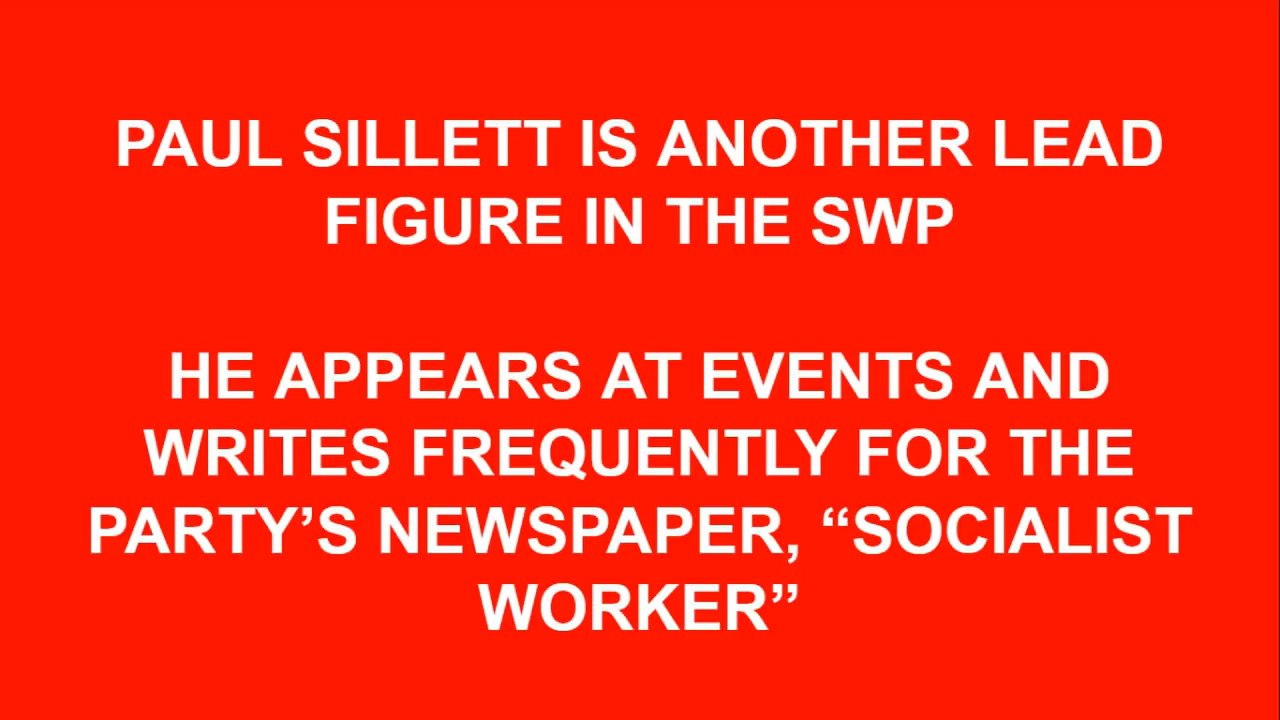 PAUL SILLETT IS ANOTHER LEAD
FIGURE IN THE SWP
HE APPEARS AT EVENTS AND
WRITES FREQUENTLY FOR THE
PARTY’S NEWSPAPER, “SOCIALIST
WORKER”